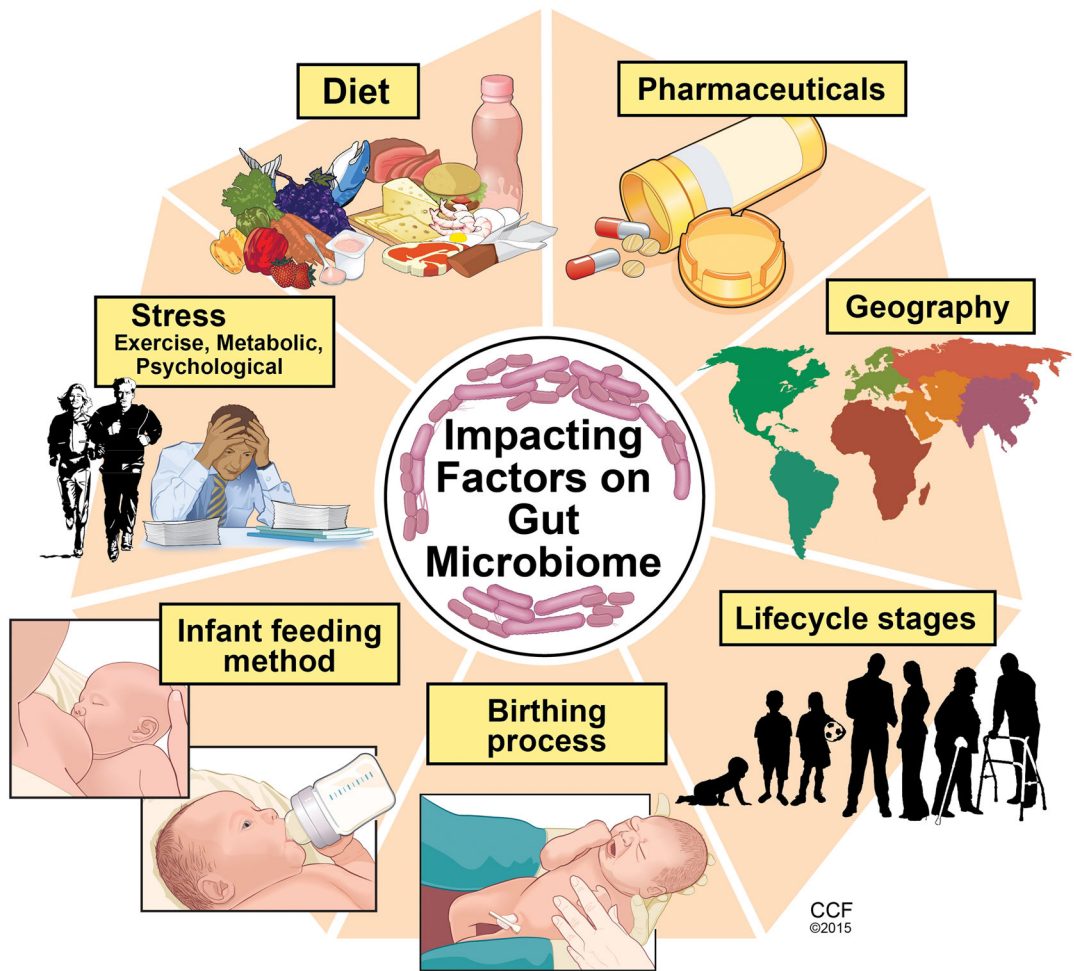 Diet
Pharmaceuticals
Stress
Exercise, Metabolic,
Psychological
Geography
Impacting
Factors on
Gut
Microbiome
Infant feeding
method
Lifecycle stages
Birthing
process
CCF
©2015